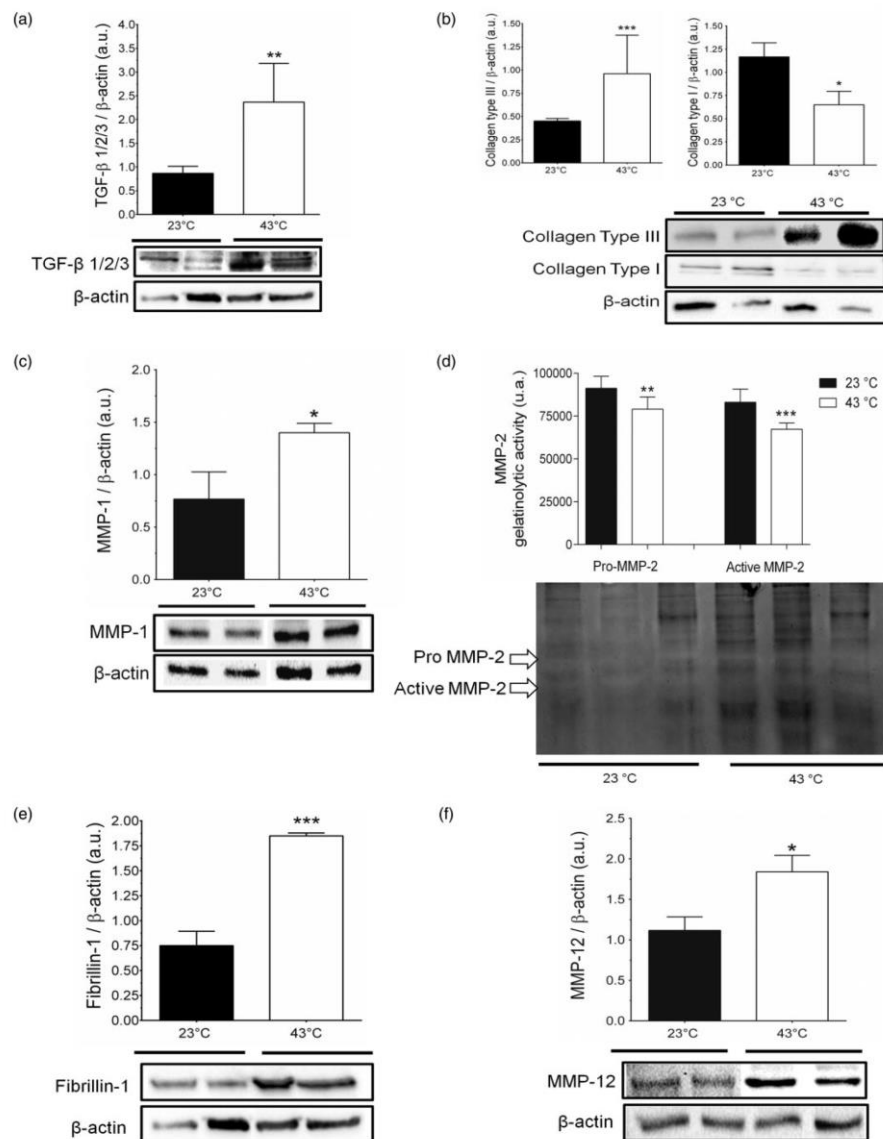 (a)
TGF-β 1/2/3 / β-actin (a.u.)
4.0
3.5
3.0
2.5
2.0
1.5
1.0
0.5
0.0
**
23°C
43°C
TGF-β 1/2/3
β-actin
(b)
Collagen type III / β-actin (a.u.)
1.50
1.25
1.00
0.75
0.50
0.25
0.00
***
23°C
43°C
Collagen type I / β-actin (a.u.)
1.50
1.25
1.00
0.75
0.50
0.25
0.00
*
23°C
43°C
23 °C
43 °C
Collagen Type III
Collagen Type I
β-actin
(c)
MMP-1 / β-actin (a.u.)
2.0
1.5
1.0
0.5
0.0
*
23°C
43°C
MMP-1
β-actin
(d)
MMP-2
gelatinolytic activity (u.a.)
100000
75000
50000
25000
0
**
***
23 °C
43 °C
Pro-MMP-2
Active MMP-2
Pro MMP-2
Active MMP-2
23 °C
43 °C
(e)
Fibrillin-1 / β-actin (a.u.)
2.00
1.75
1.50
1.25
1.00
0.75
0.50
0.25
0.00
***
23°C
43°C
Fibrillin-1
β-actin
(f)
MMP-12 / β-actin (a.u.)
2.5
2.0
1.5
1.0
0.5
0.0
*
23°C
43°C
MMP-12
β-actin